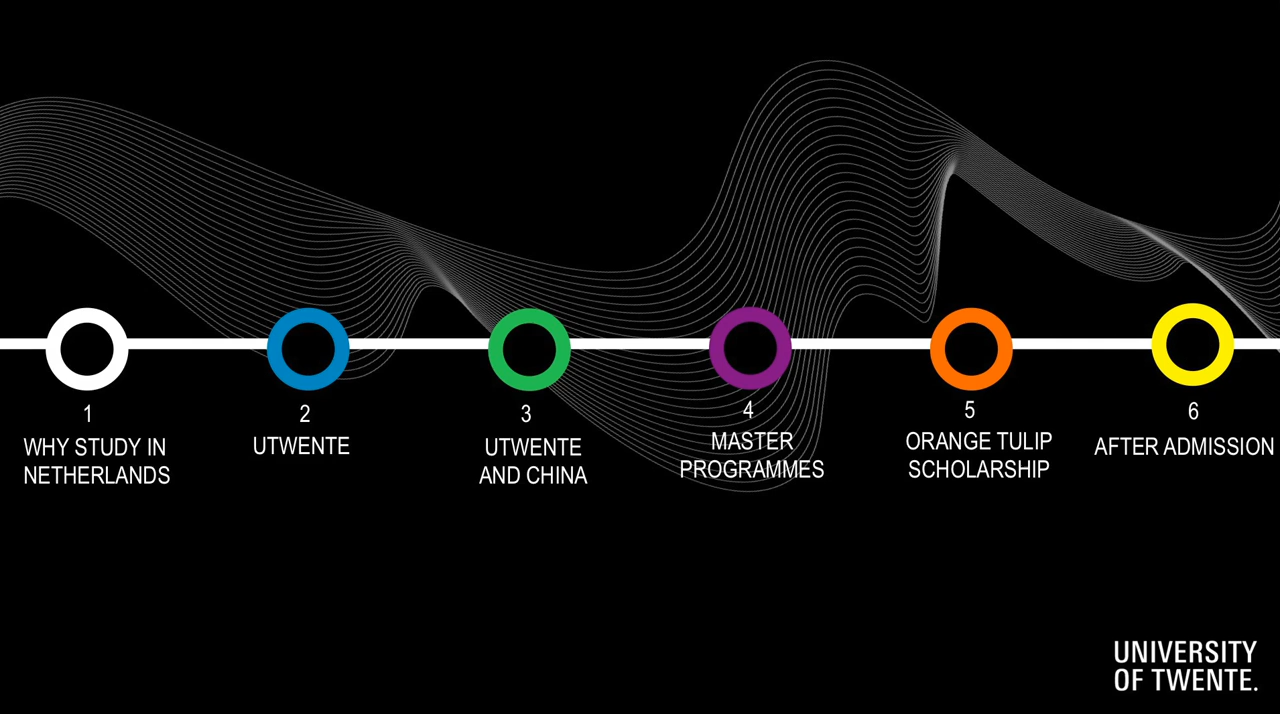 1
WHY STUDY IN
NETHERLANDS
2
UTWENTE
3
UTWENTE
AND CHINA
4
MASTER
PROGRAMMES
5
ORANGE TULIP
SCHOLARSHIP
6
AFTER ADMISSION
UNIVERSITY
OF TWENTE.